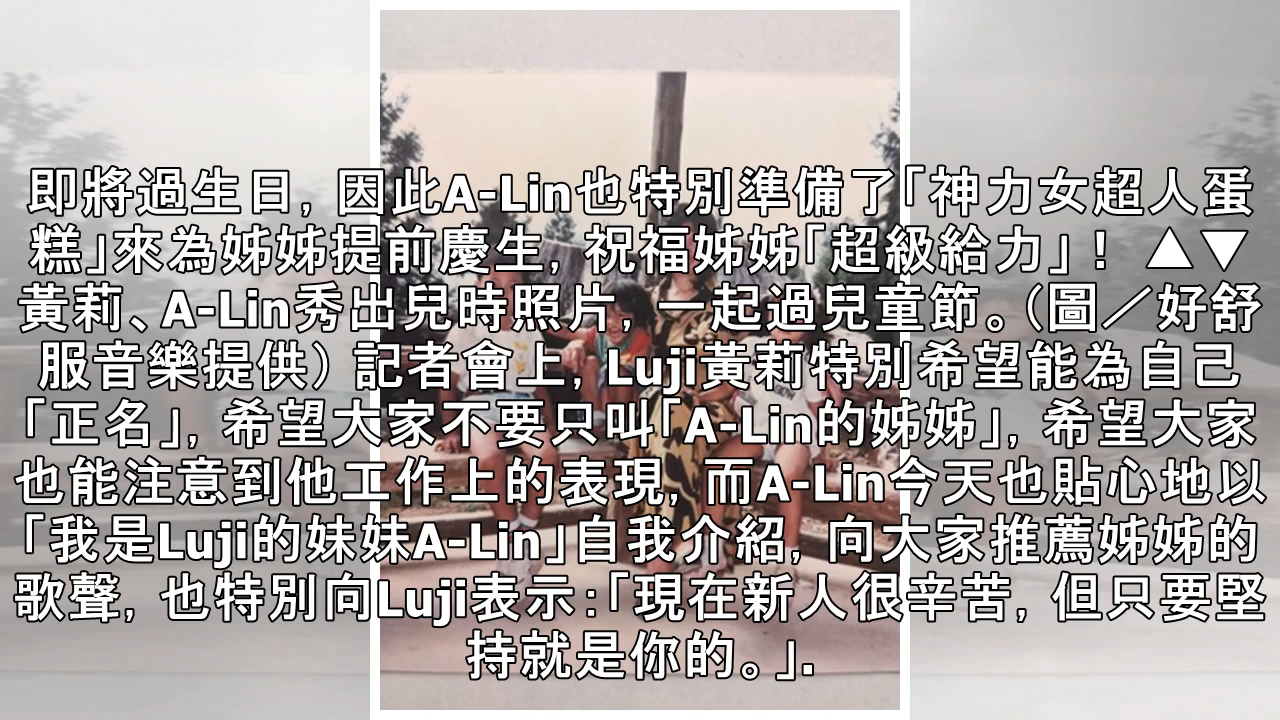 即將過生日, 因此A-Lin也特別準備了「神力女超人蛋
糕」來為姊姊提前慶生, 祝福姊姊「超級給力」! ▲▼
黃莉、A-Lin秀出兒時照片, 一起過兒童節。(圖／好舒
服音樂提供) 記者會上, Luji黃莉特別希望能為自己
「正名」, 希望大家不要只叫「A-Lin的姊姊」, 希望大家
也能注意到他工作上的表現, 而A-Lin今天也貼心地以
「我是Luji的妹妹A-Lin」自我介紹, 向大家推薦姊姊的
歌聲, 也特別向Luji表示:「現在新人很辛苦, 但只要堅
持就是你的。」.